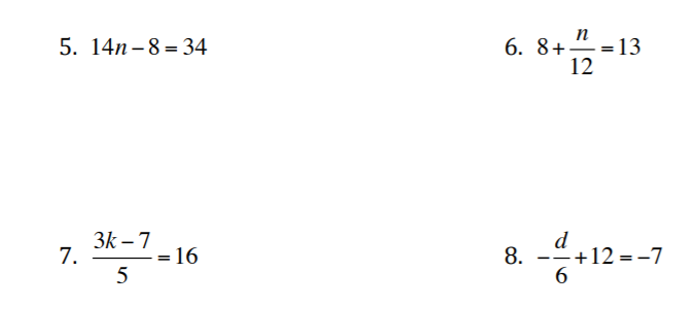 5. 14n – 8 = 34
6. 8 + n/12 = 13
7. (3k – 7)/5 = 16
8. –d/6 + 12 = –7